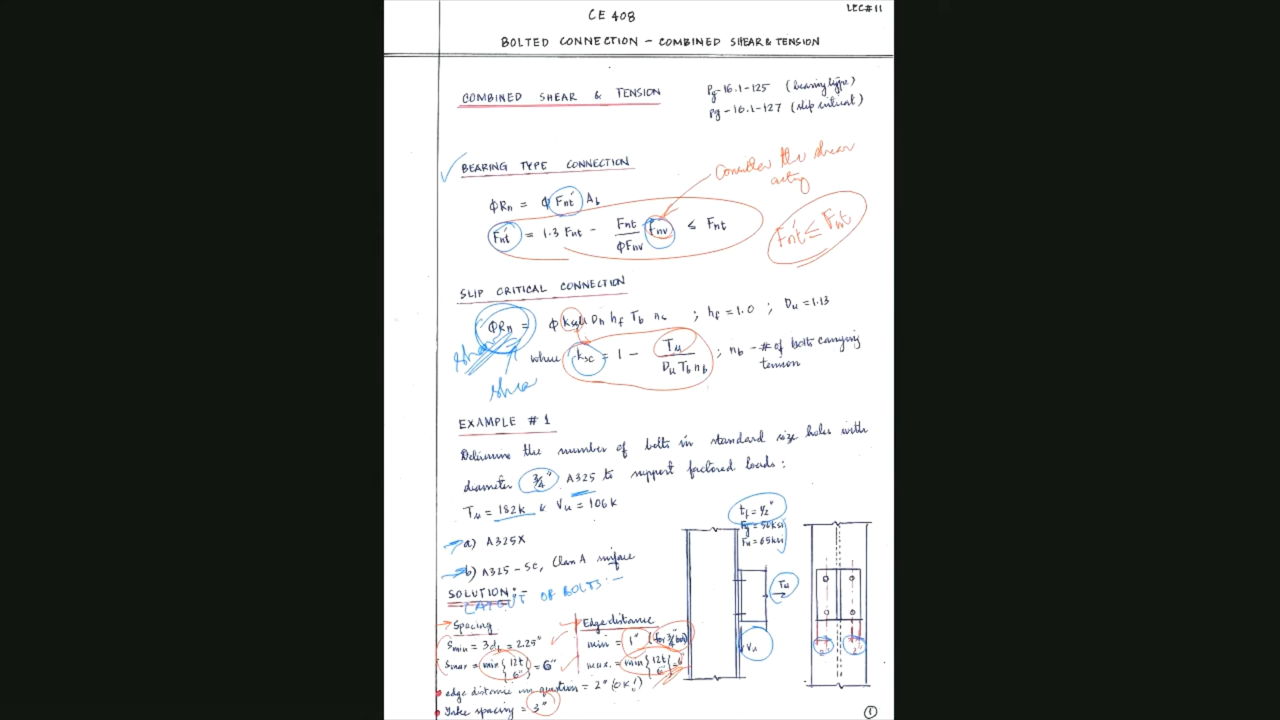 LEC#11
CE 408
BOLTED CONNECTION - COMBINED SHEAR & TENSION
COMBINED SHEAR & TENSION
Pg-16.1-125 (bearing type)
Pg-16.1-127 (slip critical)
BEARING TYPE CONNECTION
Consider the shear
acting
ΦRn = Φ Fnt' Ab
Fnt' = 1.3 Fnt - Fnt/ΦFnv fnv ≤ Fnt
Fnt' ≤ Fnt
SLIP CRITICAL CONNECTION
ΦRn = Φ ksc μ Du hf Tb ns ; hf = 1.0 ; Du = 1.13
where ksc = 1 - Tu/Du Tb nb ; nb - # of bolts carrying
tension
EXAMPLE #1
Determine the number of bolts in standard size holes with
diameter 3/4" A325 to support factored loads:
Tu = 182k & Vu = 106k
a) A325X
b) A325-SC, Class A surface
tf = 1/2"
Fy = 50ksi
Fu = 65ksi
Tu
Vu
2" 2"
SOLUTION:-
LAYOUT OF BOLTS:-
Spacing
Smin = 3db = 2.25"
Smax = min { 12t 6" } = 6"
Edge distance
min = 1" (for 3/4" bolt)
max. = min { 12t 6" } = 6"
edge distance in question = 2" (OK!)
Take spacing = 3"
1